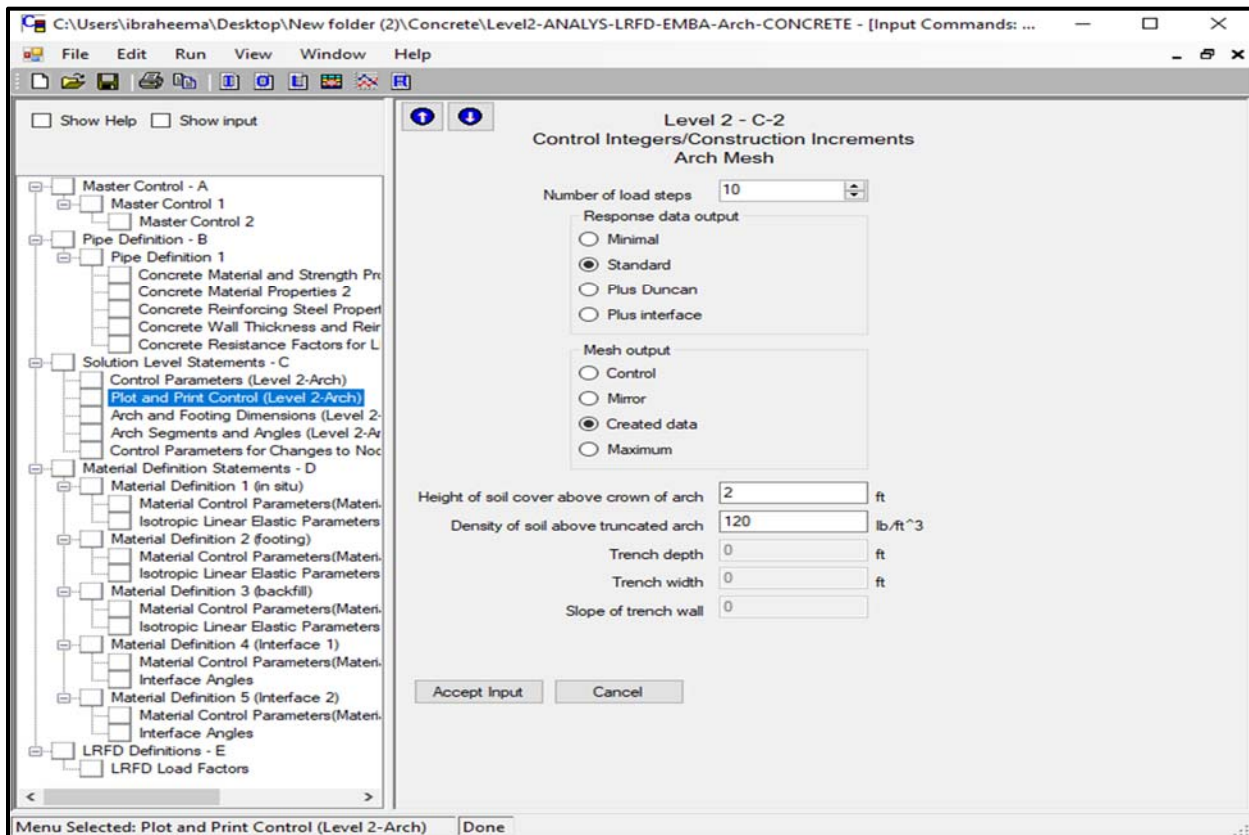 C:\Users\ibraheema\Desktop\New folder (2)\Concrete\Level2-ANALYS-LRFD-EMBA-Arch-CONCRETE - [Input Commands: ...
File Edit Run View Window Help
Show Help Show input
Master Control - A
Master Control 1
Master Control 2
Pipe Definition - B
Pipe Definition 1
Concrete Material and Strength Pro
Concrete Material Properties 2
Concrete Reinforcing Steel Propert
Concrete Wall Thickness and Rein
Concrete Resistance Factors for L
Solution Level Statements - C
Control Parameters (Level 2-Arch)
Plot and Print Control (Level 2-Arch)
Arch and Footing Dimensions (Level 2-
Arch Segments and Angles (Level 2-Ar
Control Parameters for Changes to Nod
Material Definition Statements - D
Material Definition 1 (in situ)
Material Control Parameters(Materi
Isotropic Linear Elastic Parameters
Material Definition 2 (footing)
Material Control Parameters(Materi
Isotropic Linear Elastic Parameters
Material Definition 3 (backfill)
Material Control Parameters(Materi
Isotropic Linear Elastic Parameters
Material Definition 4 (Interface 1)
Material Control Parameters(Materi
Interface Angles
Material Definition 5 (Interface 2)
Material Control Parameters(Materi
Interface Angles
LRFD Definitions - E
LRFD Load Factors
Level 2 - C-2
Control Integers/Construction Increments
Arch Mesh
Number of load steps 10
Response data output
Minimal
Standard
Plus Duncan
Plus interface
Mesh output
Control
Mirror
Created data
Maximum
Height of soil cover above crown of arch 2 ft
Density of soil above truncated arch 120 lb/ft^3
Trench depth 0 ft
Trench width 0 ft
Slope of trench wall 0
Accept Input Cancel
Menu Selected: Plot and Print Control (Level 2-Arch) Done